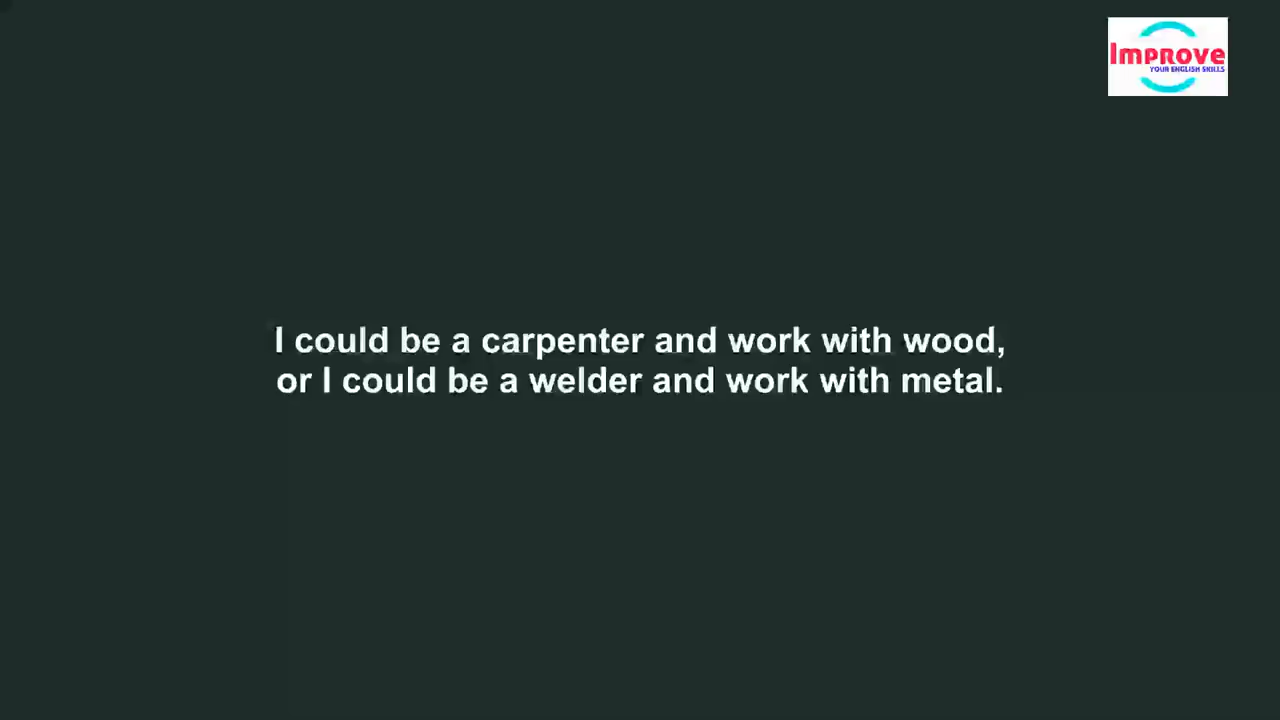 Improve
YOUR ENGLISH SKILLS
I could be a carpenter and work with wood,
or I could be a welder and work with metal.